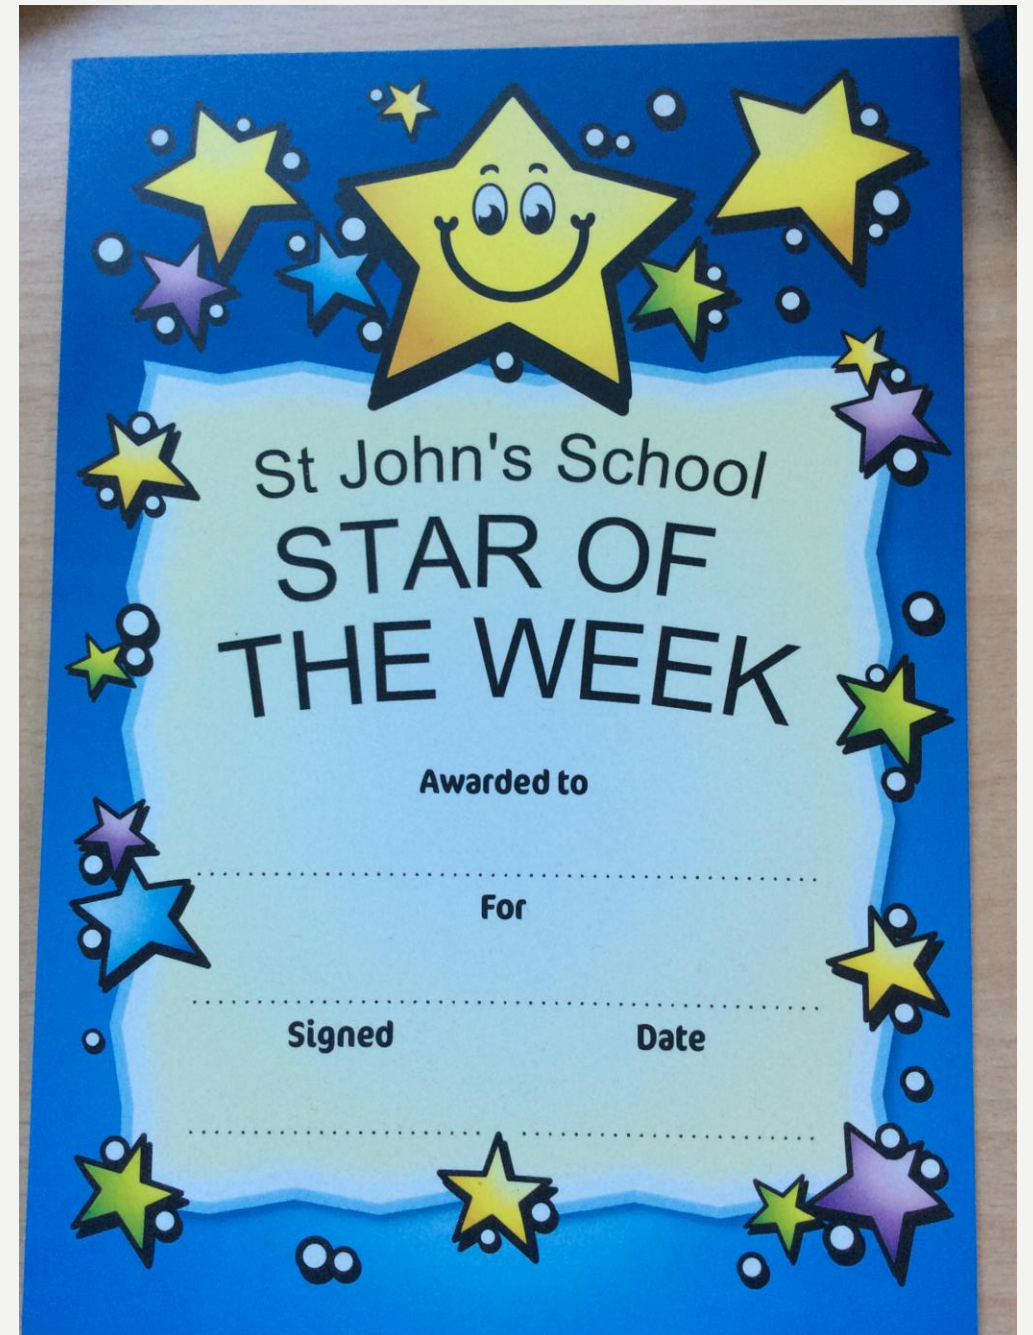 St John's School
STAR OF
THE WEEK
Awarded to
For
Signed Date